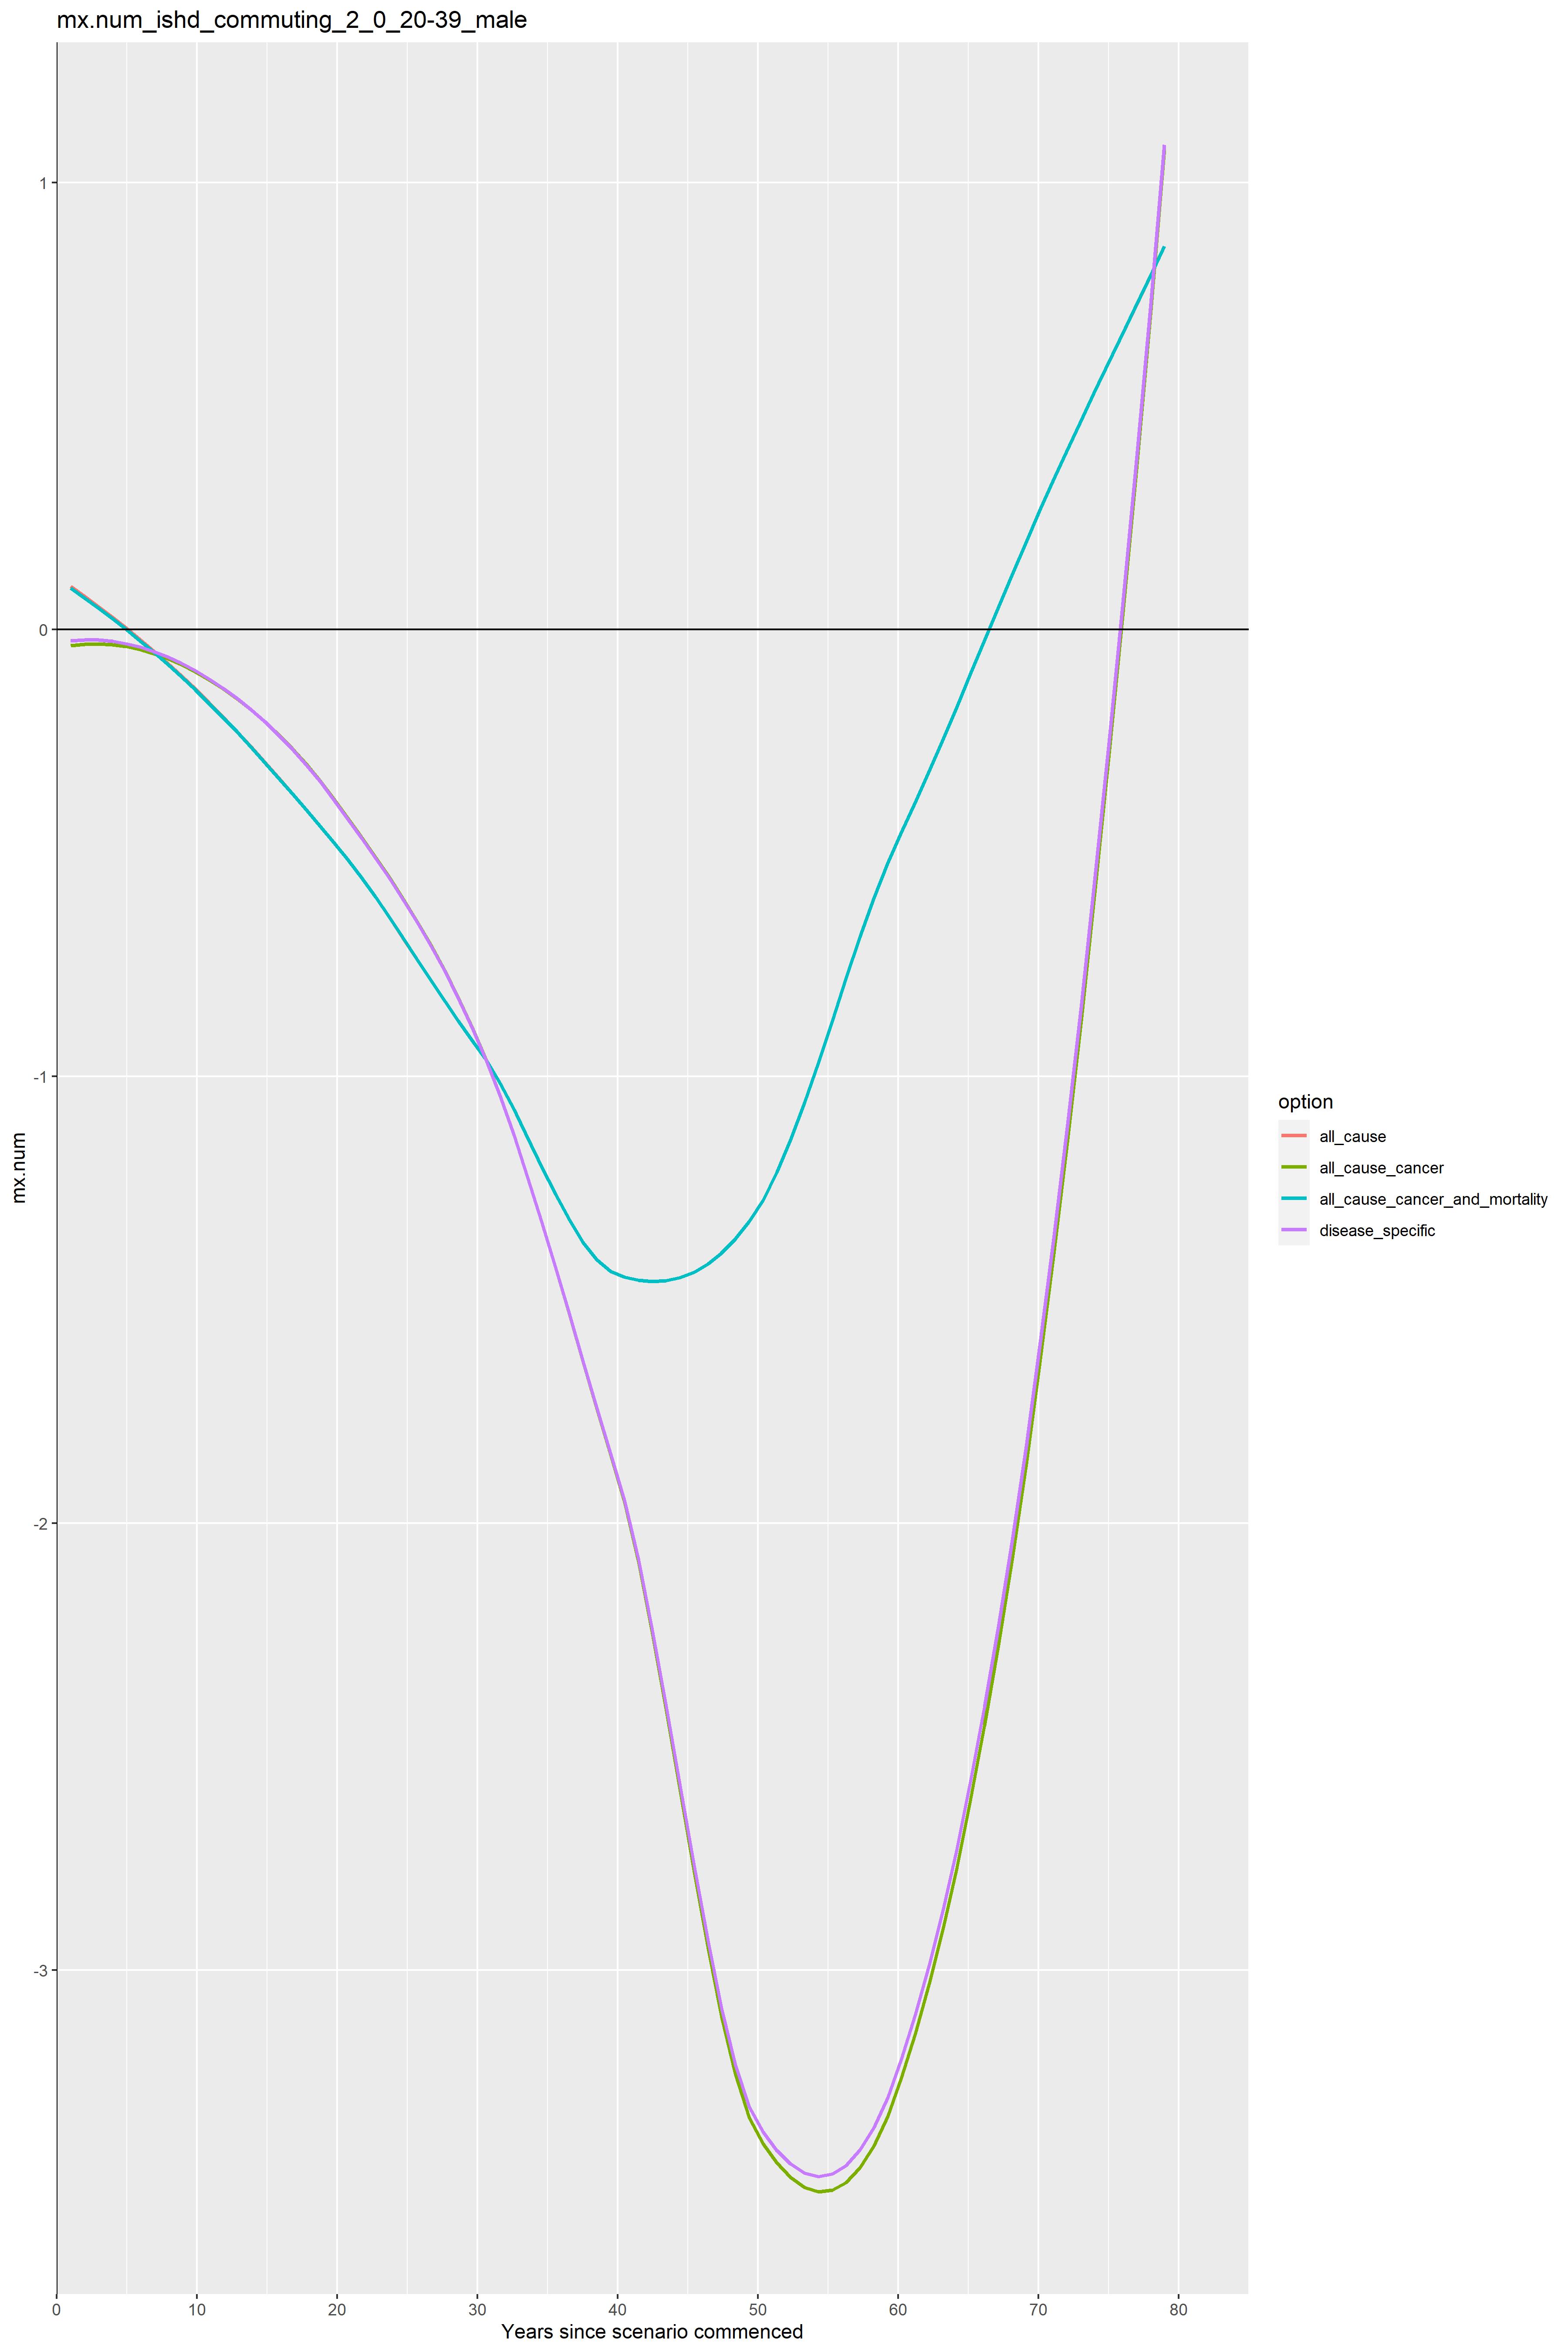 mx.num_ishd_commuting_2_0_20-39_male
1
0
-1
-2
-3
mx.num
0 10 20 30 40 50 60 70 80
Years since scenario commenced
option
all_cause
all_cause_cancer
all_cause_cancer_and_mortality
disease_specific